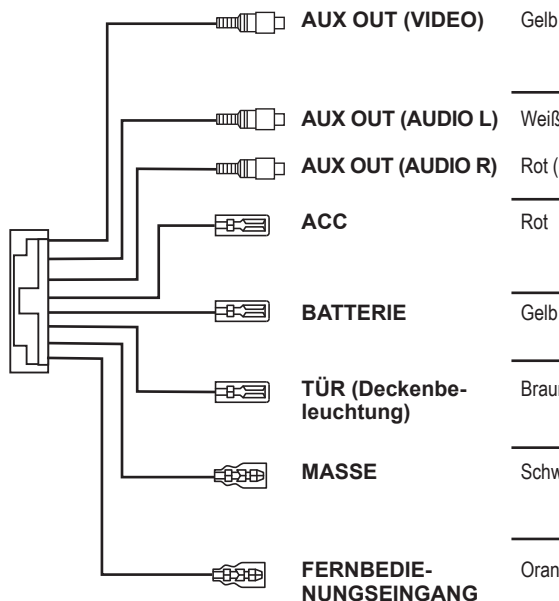 AUX OUT (VIDEO) Gelb
AUX OUT (AUDIO L) Weiß
AUX OUT (AUDIO R) Rot (
ACC Rot
BATTERIE Gelb
TÜR (Deckenbe-
leuchtung)
MASSE
FERNBEDIE-
NUNGSEINGANG